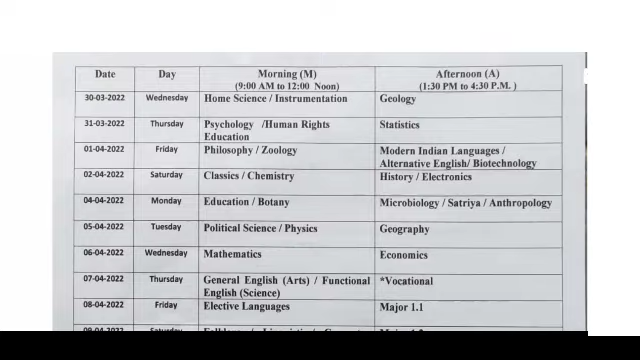 Date Day Morning (M) Afternoon (A)
(9:00 AM to 12:00 Noon) (1:30 PM to 4:30 P.M. )
30-03-2022 Wednesday Home Science / Instrumentation Geology
31-03-2022 Thursday Psychology /Human Rights Statistics
Education
01-04-2022 Friday Philosophy / Zoology Modern Indian Languages /
Alternative English/ Biotechnology
02-04-2022 Saturday Classics / Chemistry History / Electronics
04-04-2022 Monday Education / Botany Microbiology / Satriya / Anthropology
05-04-2022 Tuesday Political Science / Physics Geography
06-04-2022 Wednesday Mathematics Economics
07-04-2022 Thursday General English (Arts) / Functional *Vocational
English (Science)
08-04-2022 Friday Elective Languages Major 1.1